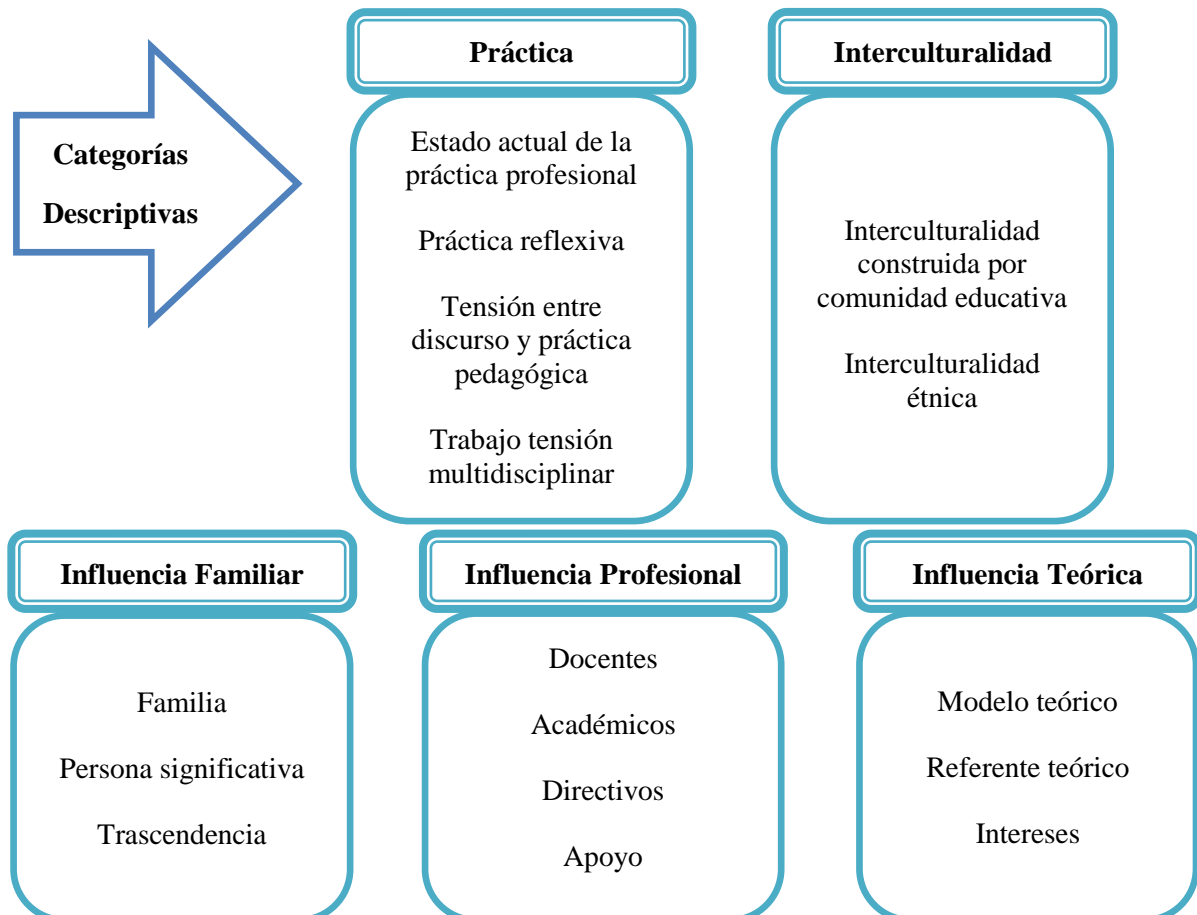 Categorías
Descriptivas
Práctica
Estado actual de la
práctica profesional
Práctica reflexiva
Tensión entre
discurso y práctica
pedagógica
Trabajo tensión
multidisciplinar
Interculturalidad
Interculturalidad
construida por
comunidad educativa
Interculturalidad
étnica
Influencia Familiar
Familia
Persona significativa
Trascendencia
Influencia Profesional
Docentes
Académicos
Directivos
Apoyo
Influencia Teórica
Modelo teórico
Referente teórico
Intereses